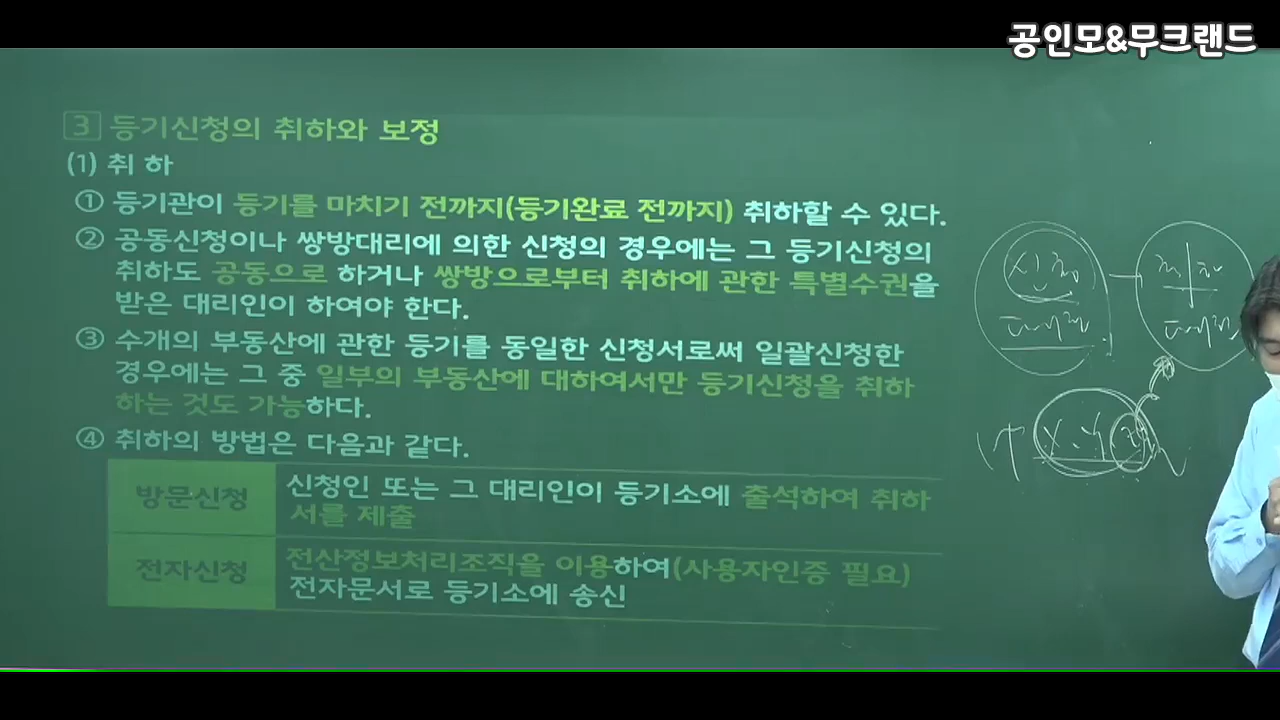 공인모&무크랜드
3 등기신청의 취하와 보정
(1) 취 하
① 등기관이 등기를 마치기 전까지(등기완료 전까지) 취하할 수 있다.
② 공동신청이나 쌍방대리에 의한 신청의 경우에는 그 등기신청의
취하도 공동으로 하거나 쌍방으로부터 취하에 관한 특별수권을
받은 대리인이 하여야 한다.
③ 수개의 부동산에 관한 등기를 동일한 신청서로써 일괄신청한
경우에는 그 중 일부의 부동산에 대하여서만 등기신청을 취하
하는 것도 가능하다.
④ 취하의 방법은 다음과 같다.
방문신청
신청인 또는 그 대리인이 등기소에 출석하여 취하
서를 제출
전자신청
전산정보처리조직을 이용하여(사용자인증 필요)
전자문서로 등기소에 송신